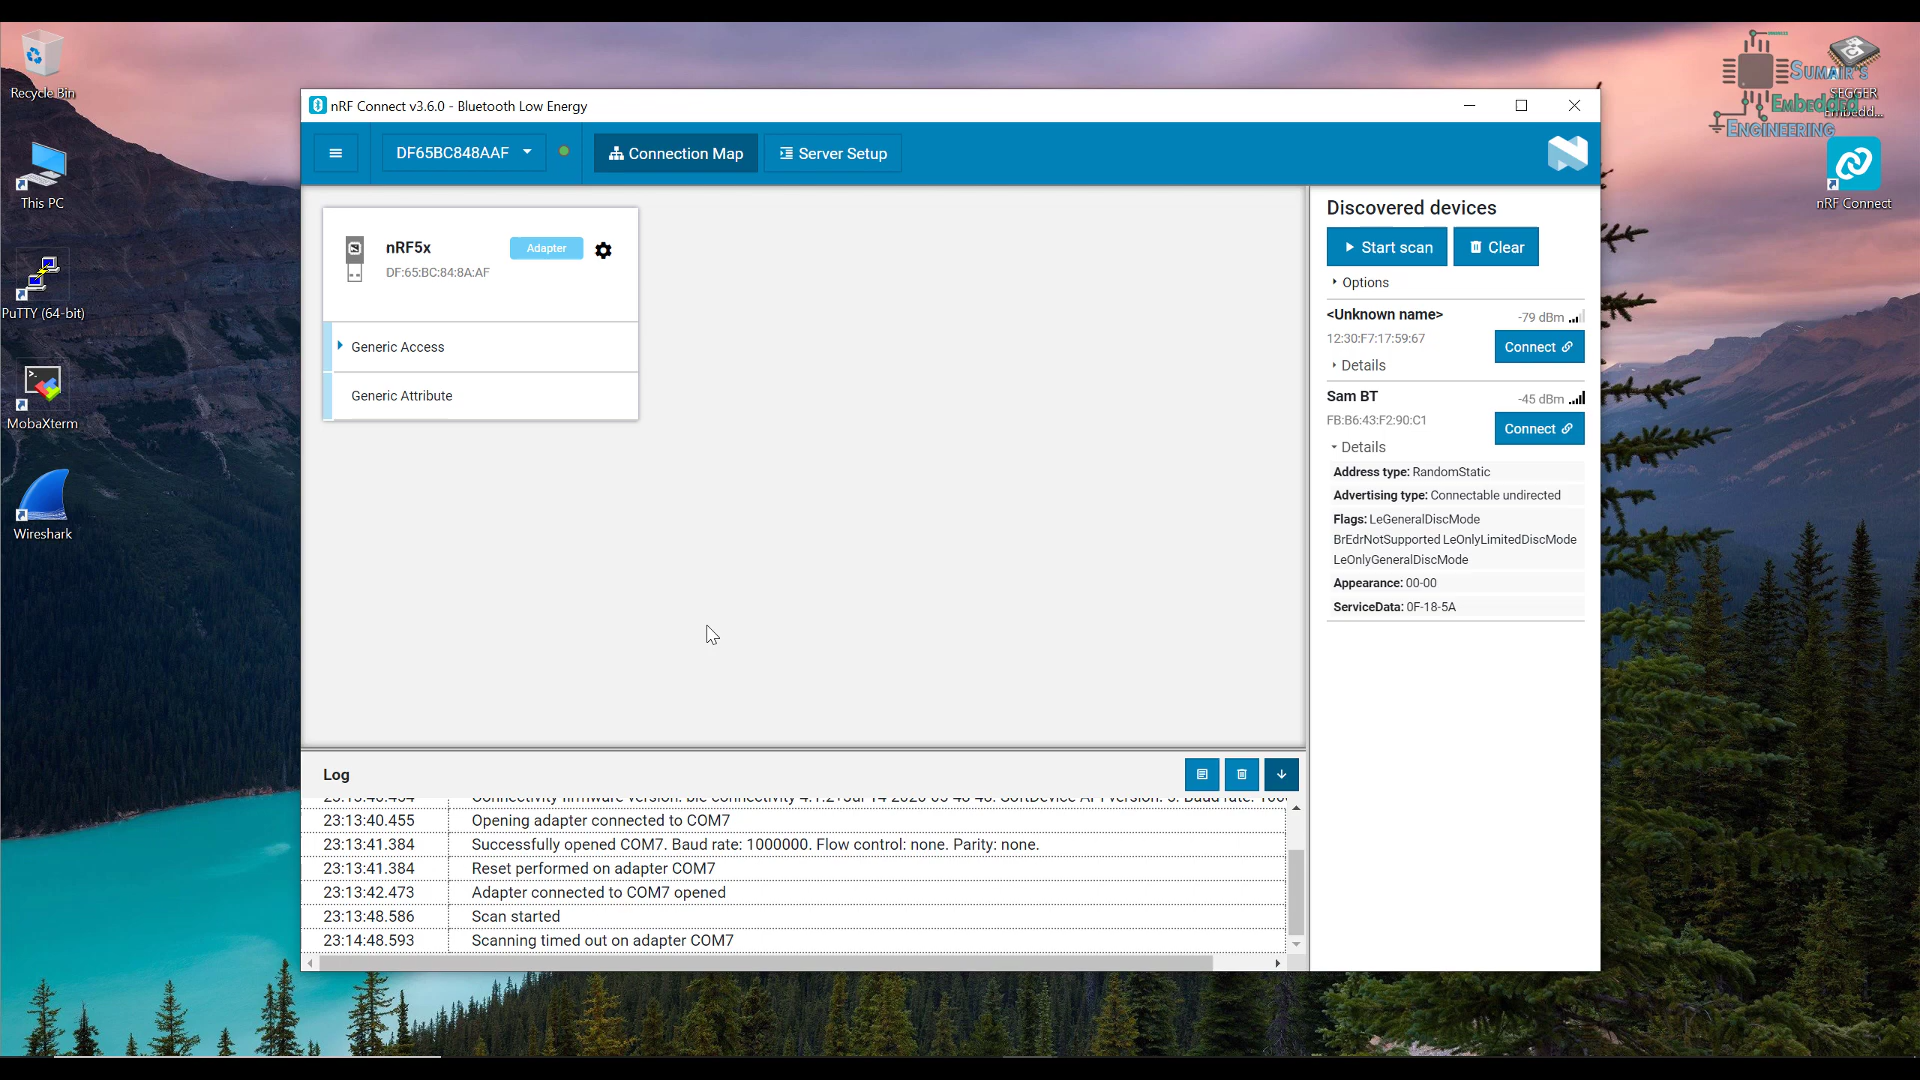 Recycle Bin
This PC
PuTTY (64-bit)
MobaXterm
Wireshark
SUMAIR'S
Embedded
ENGINEERING
SEGGER
Embedd...
nRF Connect
nRF Connect v3.6.0 - Bluetooth Low Energy
DF65BC848AAF
Connection Map
Server Setup
nRF5x
Adapter
DF:65:BC:84:8A:AF
Generic Access
Generic Attribute
Discovered devices
Start scan
Clear
Options
<Unknown name>
-79 dBm
12:30:F7:17:59:67
Connect
Details
Sam BT
-45 dBm
FB:B6:43:F2:90:C1
Connect
Details
Address type: RandomStatic
Advertising type: Connectable undirected
Flags: LeGeneralDiscMode
BrEdrNotSupported LeOnlyLimitedDiscMode
LeOnlyGeneralDiscMode
Appearance: 00-00
ServiceData: 0F-18-5A
Log
23:13:40.455 Opening adapter connected to COM7
23:13:41.384 Successfully opened COM7. Baud rate: 1000000. Flow control: none. Parity: none.
23:13:41.384 Reset performed on adapter COM7
23:13:42.473 Adapter connected to COM7 opened
23:13:48.586 Scan started
23:14:48.593 Scanning timed out on adapter COM7